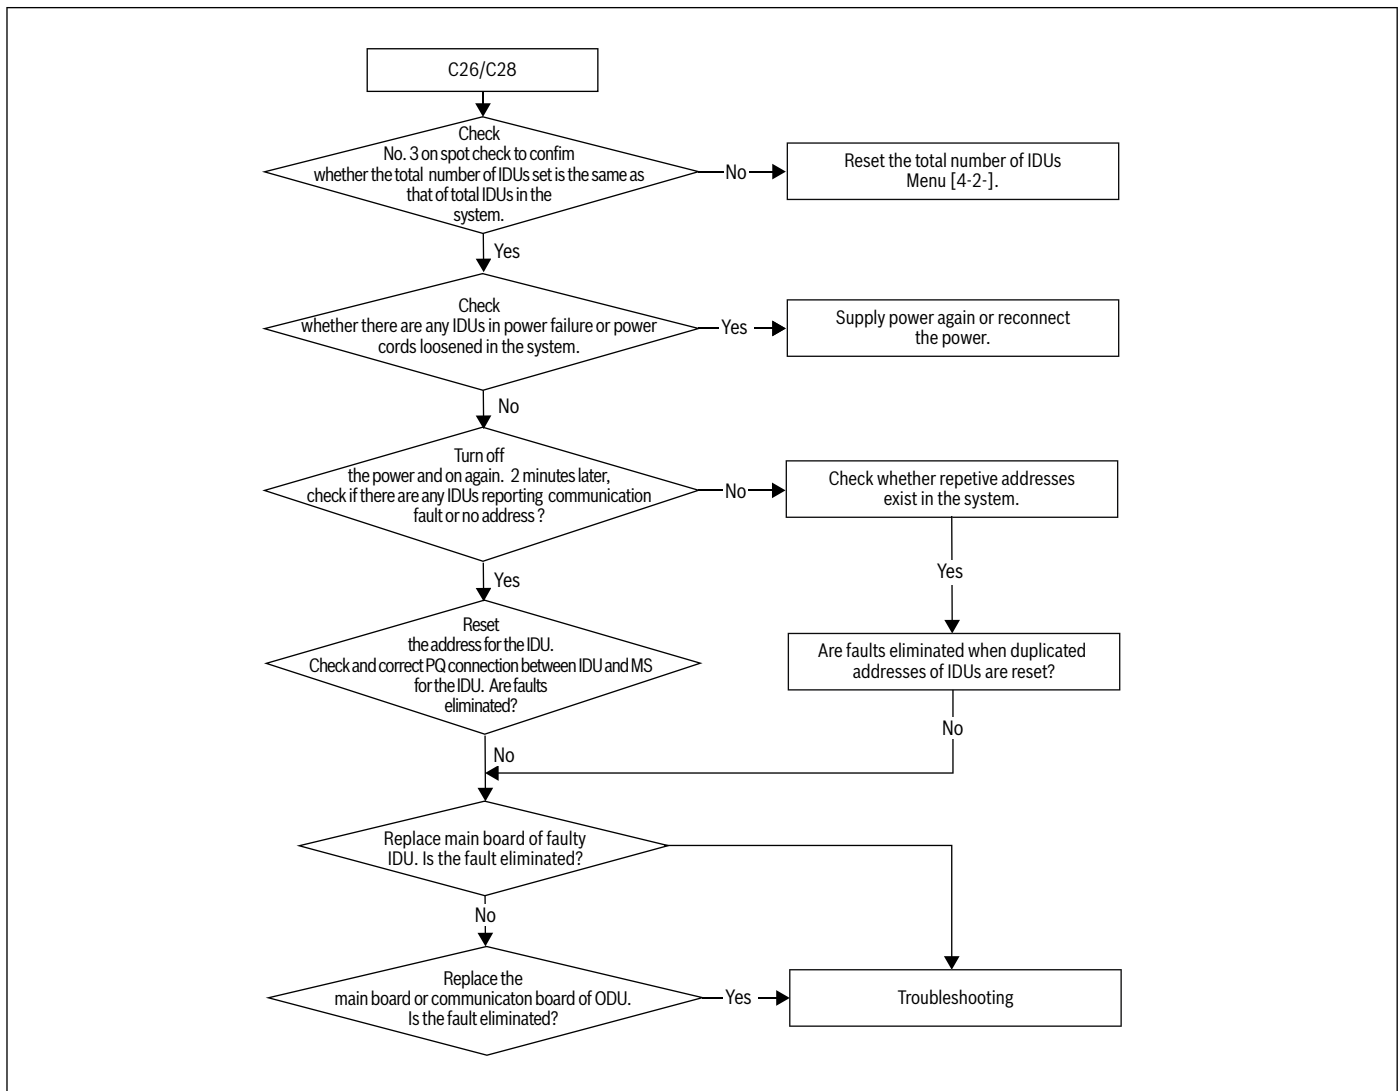 C26/C28
Check
No. 3 on spot check to confim
whether the total number of IDUs set is the same as
that of total IDUs in the
system.
No
Reset the total number of IDUs
Menu [4-2-].
Yes
Check
whether there are any IDUs in power failure or power
cords loosened in the system.
Yes
Supply power again or reconnect
the power.
No
Turn off
the power and on again. 2 minutes later,
check if there are any IDUs reporting communication
fault or no address ?
No
Check whether repetive addresses
exist in the system.
Yes
Yes
Reset
the address for the IDU.
Check and correct PQ connection between IDU and MS
for the IDU. Are faults
eliminated?
Are faults eliminated when duplicated
addresses of IDUs are reset?
No
No
Replace main board of faulty
IDU. Is the fault eliminated?
No
Replace the
main board or communicaton board of ODU.
Is the fault eliminated?
Yes
Troubleshooting